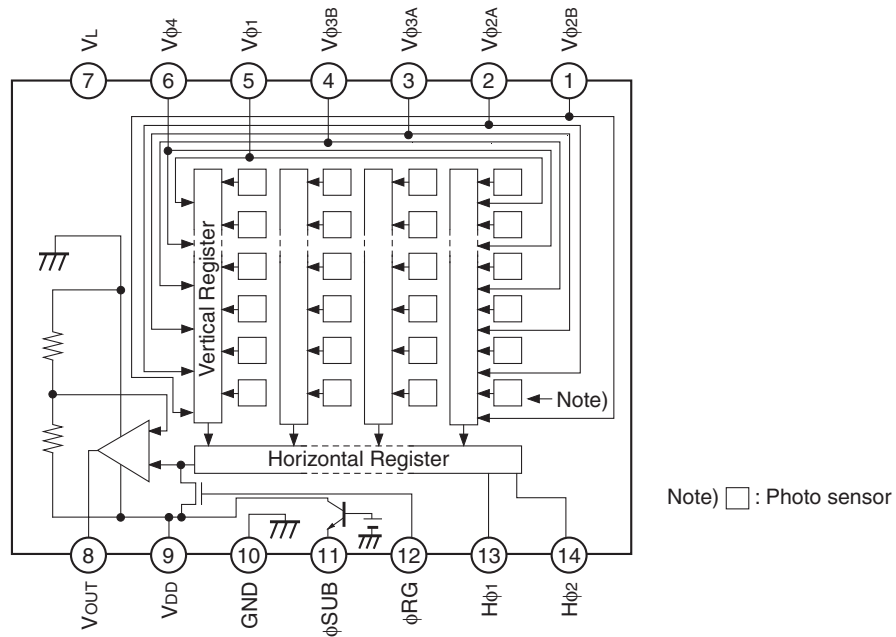 VL
Vϕ4
Vϕ1
Vϕ3B
Vϕ3A
Vϕ2A
Vϕ2B
7
6
5
4
3
2
1
Vertical Register
Note)
Horizontal Register
Note) : Photo sensor
8
9
10
11
12
13
14
VOUT
VDD
GND
ϕSUB
ϕRG
Hϕ1
Hϕ2